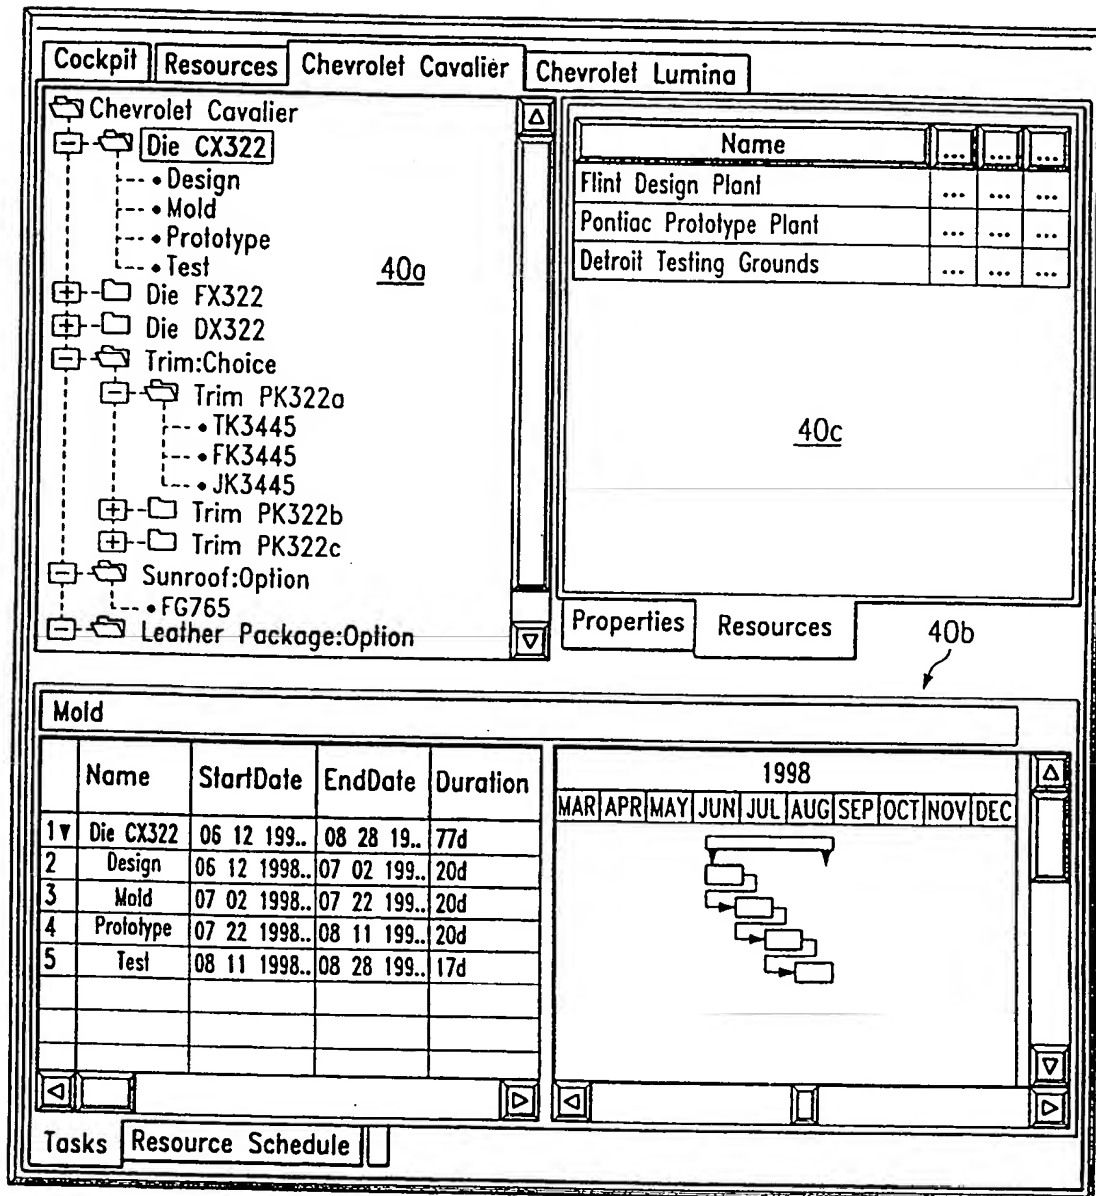 Cockpit Resources Chevrolet Cavalier Chevrolet Lumina
Chevrolet Cavalier
Die CX322
Design
Mold
Prototype
Test
40a
Die FX322
Die DX322
Trim:Choice
Trim PK322a
TK3445
FK3445
JK3445
Trim PK322b
Trim PK322c
Sunroof:Option
FG765
Leather Package:Option
Name ... ... ...
Flint Design Plant ... ... ...
Pontiac Prototype Plant ... ... ...
Detroit Testing Grounds ... ... ...
40c
Properties Resources
40b
Mold
Name StartDate EndDate Duration
1 Die CX322 06 12 199.. 08 28 19.. 77d
2 Design 06 12 1998.. 07 02 199.. 20d
3 Mold 07 02 1998.. 07 22 199.. 20d
4 Prototype 07 22 1998.. 08 11 199.. 20d
5 Test 08 11 1998.. 08 28 199.. 17d
1998
MAR APR MAY JUN JUL AUG SEP OCT NOV DEC
Tasks Resource Schedule